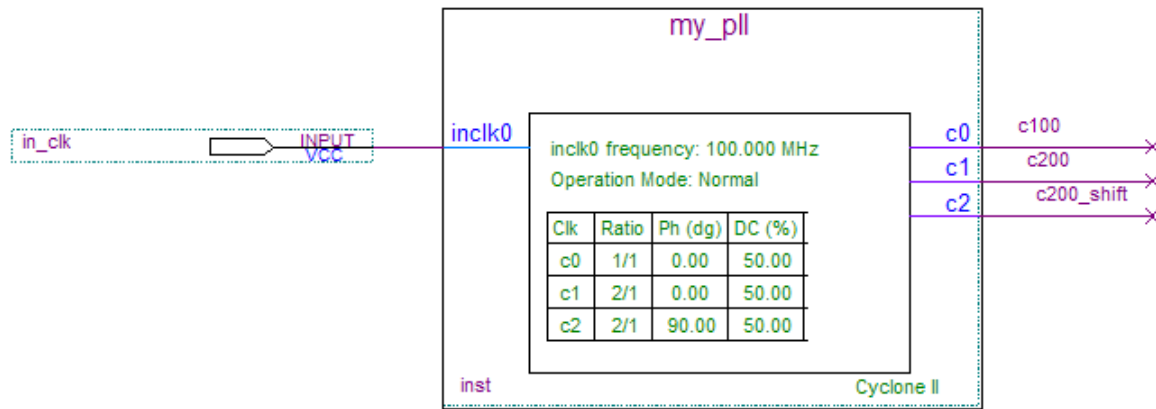 my_pll
in_clk
INPUT
VCC
inclk0
inclk0 frequency: 100.000 MHz
Operation Mode: Normal
Clk Ratio Ph (dg) DC (%)
c0 1/1 0.00 50.00
c1 2/1 0.00 50.00
c2 2/1 90.00 50.00
c0 c100
c1 c200
c2 c200_shift
inst
Cyclone II